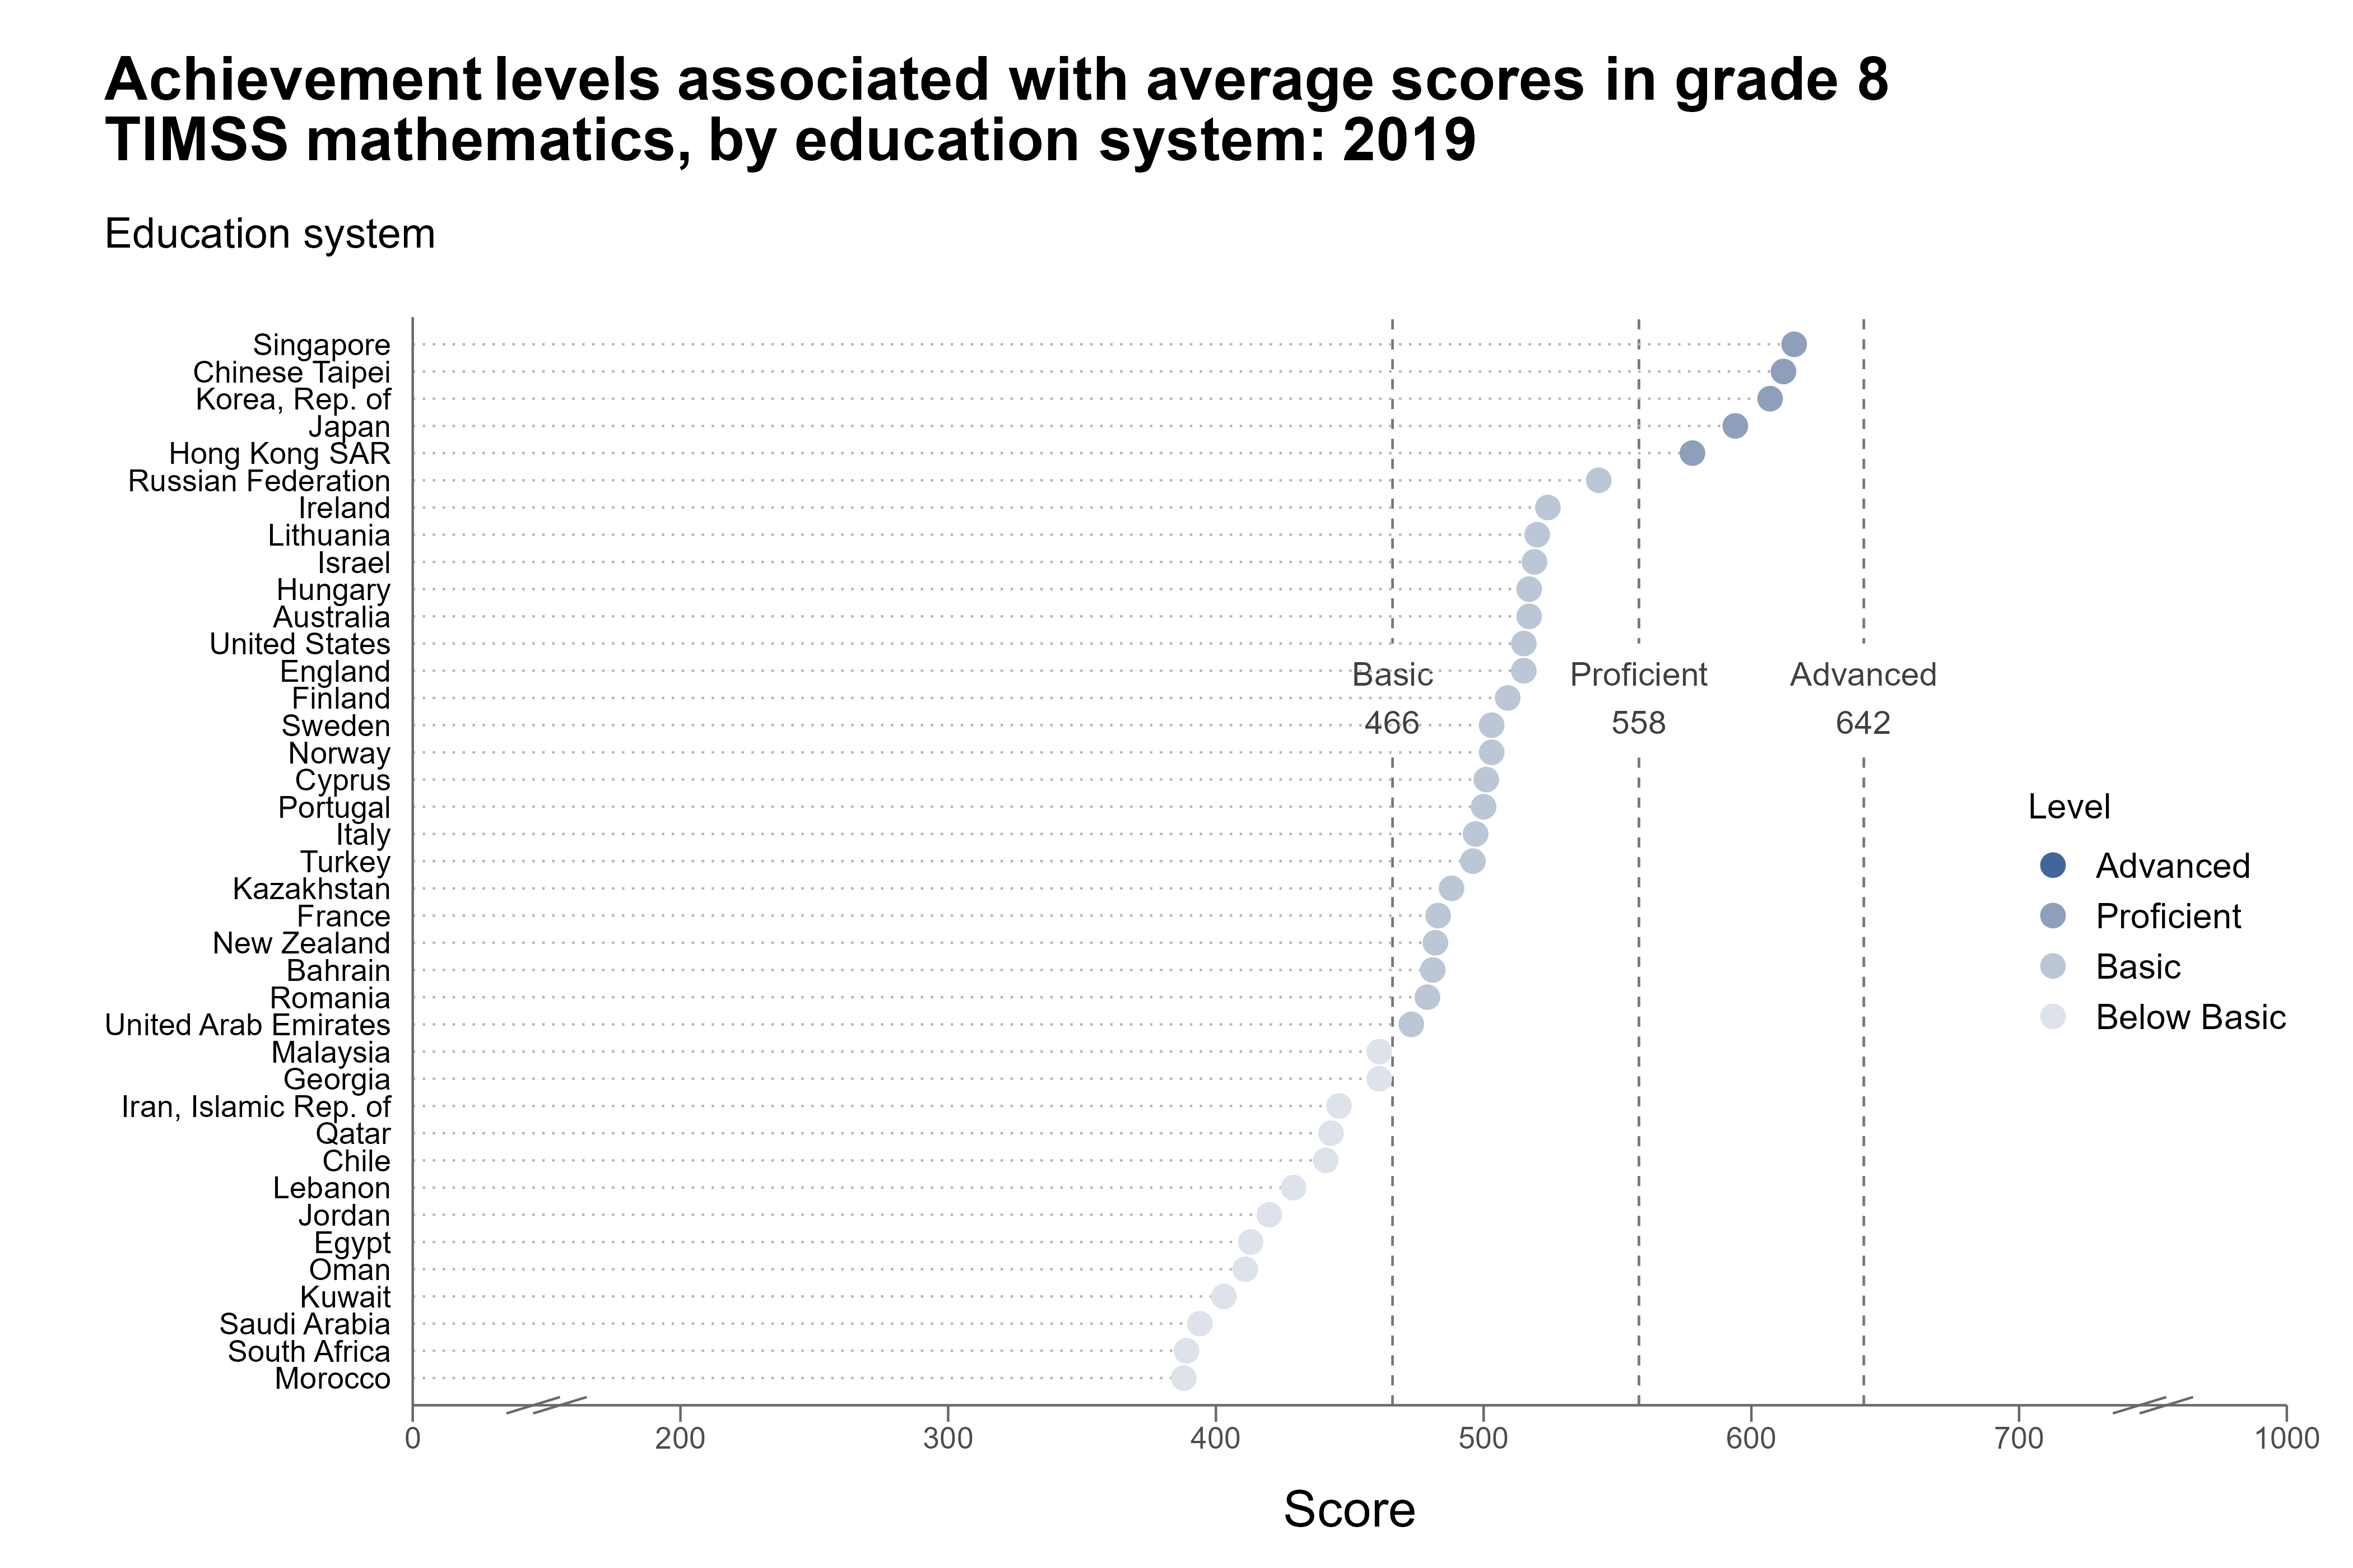 Achievement levels associated with average scores in grade 8
TIMSS mathematics, by education system: 2019
Education system
Singapore
Chinese Taipei
Korea, Rep. of
Japan
Hong Kong SAR
Russian Federation
Ireland
Lithuania
Israel
Hungary
Australia
United States
England
Finland
Sweden
Norway
Cyprus
Portugal
Italy
Turkey
Kazakhstan
France
New Zealand
Bahrain
Romania
United Arab Emirates
Malaysia
Georgia
Iran, Islamic Rep. of
Qatar
Chile
Lebanon
Jordan
Egypt
Oman
Kuwait
Saudi Arabia
South Africa
Morocco
Basic Proficient Advanced
466 558 642
Level
Advanced
Proficient
Basic
Below Basic
0 200 300 400 500 600 700 1000
Score